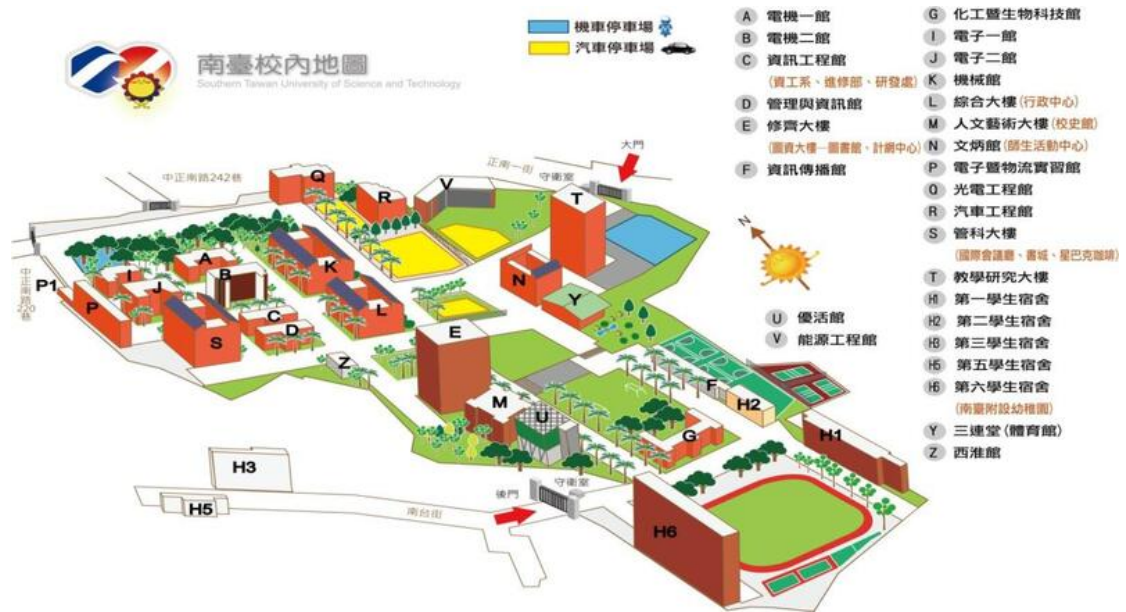 南臺校內地圖
Southern Taiwan University of Science and Technology
機車停車場
汽車停車場
A 電機一館
B 電機二館
C 資訊工程館
(資工系、進修部、研發處)
D 管理與資訊館
E 修齊大樓
(圖資大樓─圖書館、計網中心)
F 資訊傳播館
G 化工暨生物科技館
I 電子一館
J 電子二館
K 機械館
L 綜合大樓(行政中心)
M 人文藝術大樓(校史館)
N 文炳館(師生活動中心)
P 電子暨物流實習館
Q 光電工程館
R 汽車工程館
S 管科大樓
(國際會議廳、書城、星巴克咖啡)
T 教學研究大樓
H1 第一學生宿舍
H2 第二學生宿舍
H3 第三學生宿舍
H5 第五學生宿舍
H6 第六學生宿舍
(南臺附設幼稚園)
Y 三連堂(體育館)
Z 西淮館
U 優活館
V 能源工程館
N
大門
正南一街
守衛室
中正南路242巷
中正南路220巷
Q
R
V
T
A
I
B
K
J
P1
P
N
Y
L
C
D
S
E
Z
F
H2
M
U
G
H1
H3
H5
後門
守衛室
南台街
H6